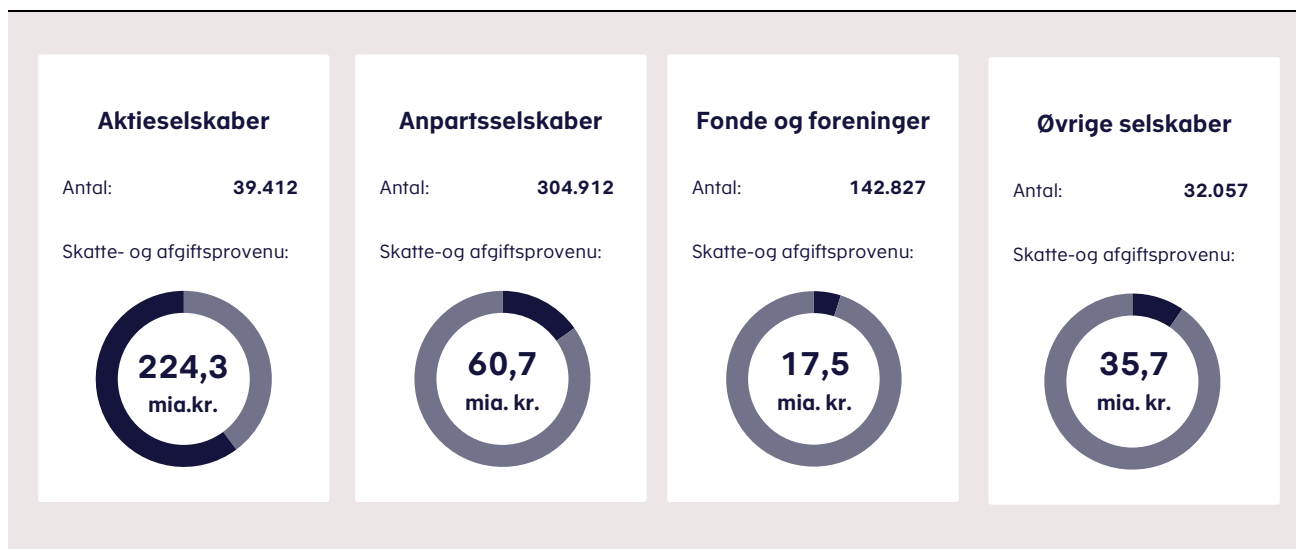 Aktieselskaber
Antal: 39.412
Skatte- og afgiftsprovenu:
224,3
mia.kr.
Anpartsselskaber
Antal: 304.912
Skatte-og afgiftsprovenu:
60,7
mia. kr.
Fonde og foreninger
Antal: 142.827
Skatte-og afgiftsprovenu:
17,5
mia. kr.
Øvrige selskaber
Antal: 32.057
Skatte-og afgiftsprovenu:
35,7
mia. kr.